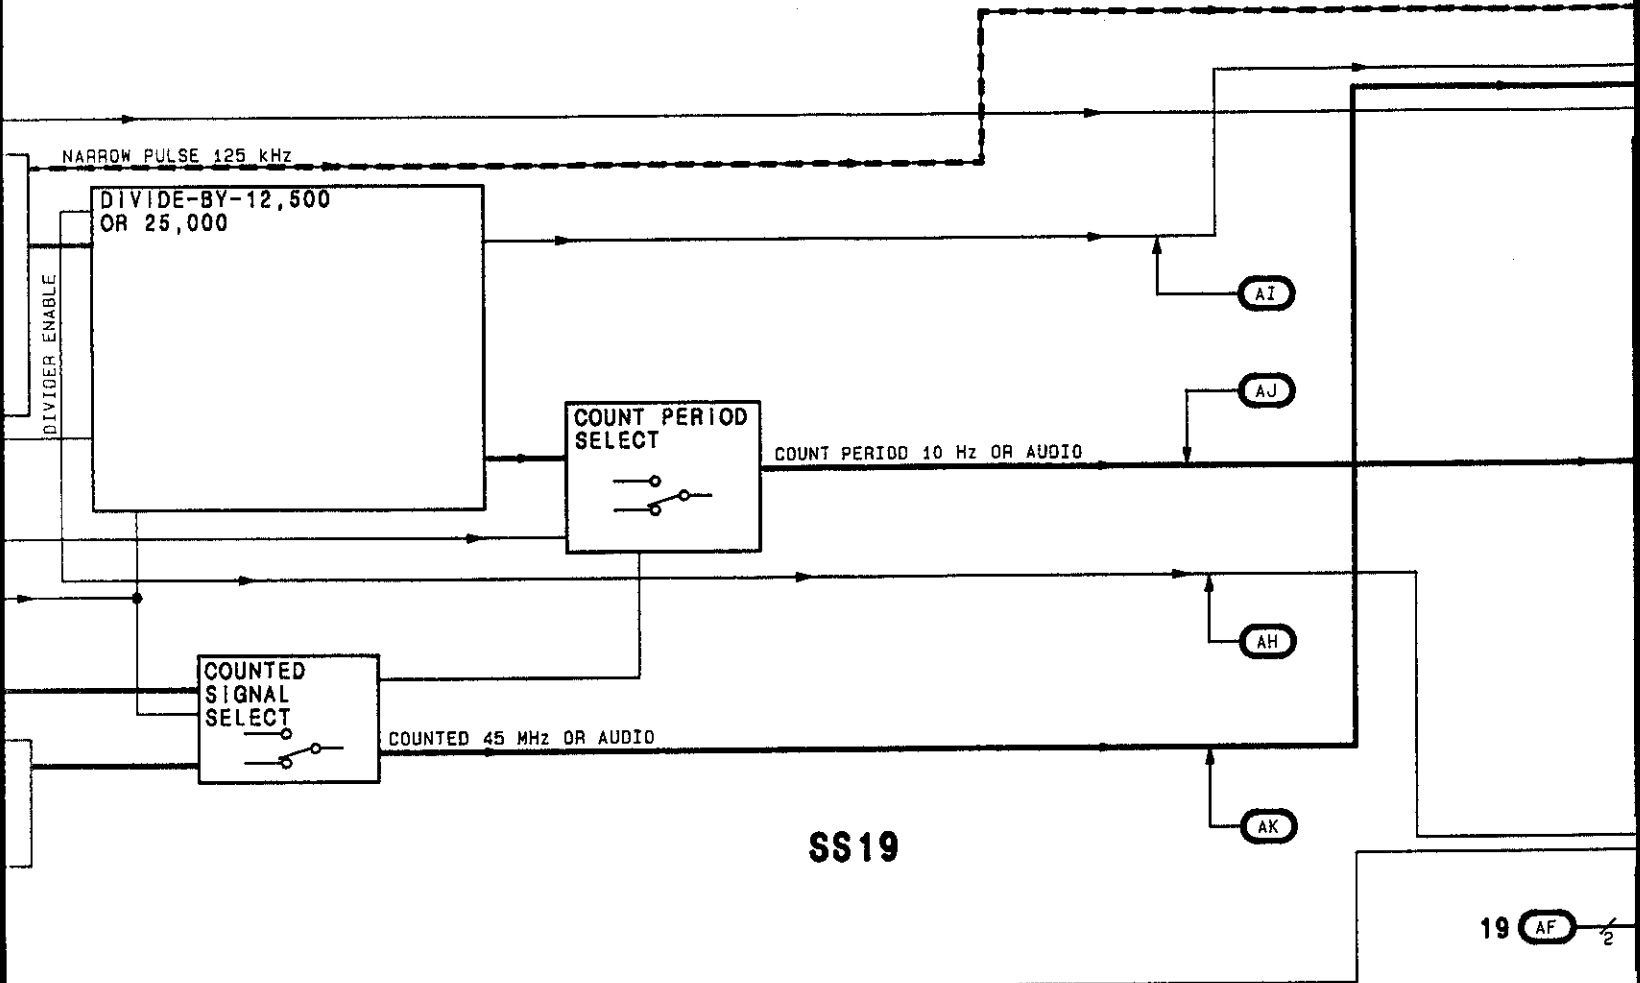 NARROW PULSE 125 kHz
DIVIDE-BY-12,500
OR 25,000
DIVIDER ENABLE
AI
AJ
COUNT PERIOD
SELECT
COUNT PERIOD 10 Hz OR AUDIO
AH
COUNTED
SIGNAL
SELECT
COUNTED 45 MHz OR AUDIO
AK
SS19
19 AF 2